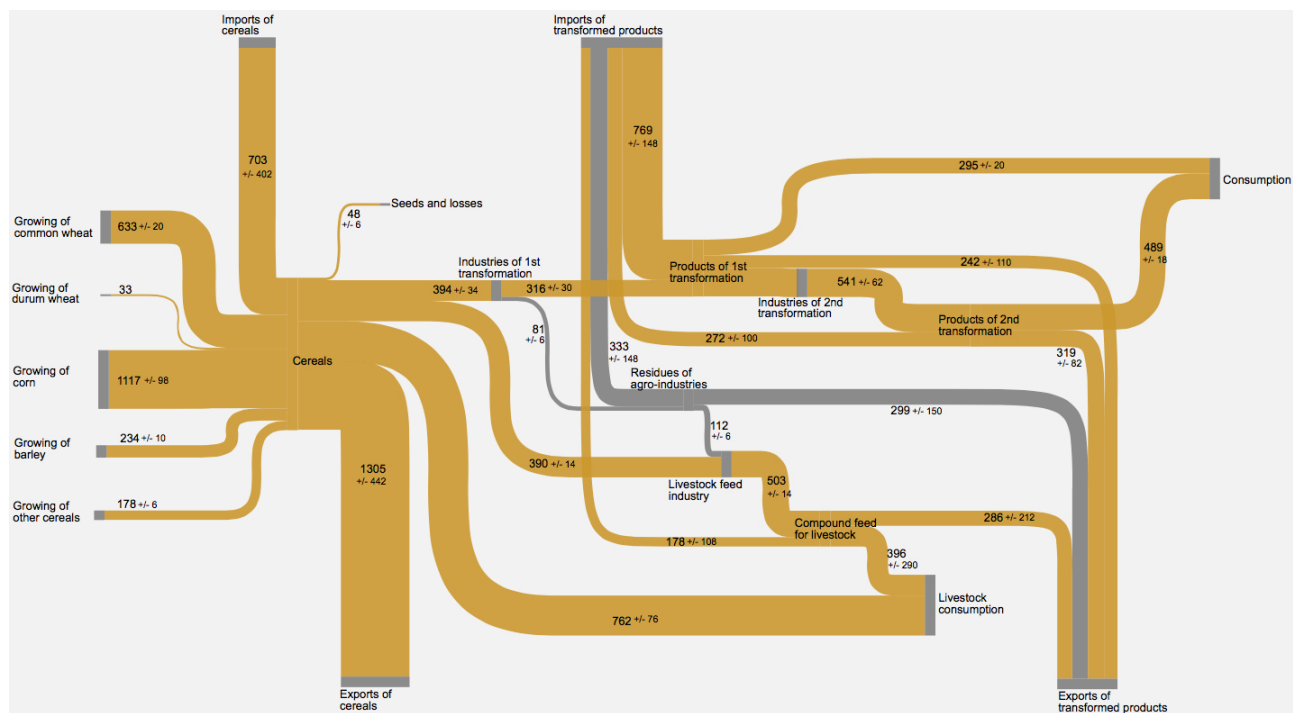 Imports of
cereals
Imports of
transformed products
703
+/- 402
769
+/- 148
295 +/- 20
Consumption
Seeds and losses
48
+/- 6
Growing of
common wheat
633 +/- 20
489
+/- 18
Industries of 1st
transformation
Products of 1st
transformation
242 +/- 110
Growing of
durum wheat
33
394 +/- 34
316 +/- 30
541 +/- 62
Industries of 2nd
transformation
Products of 2nd
transformation
81
+/- 6
272 +/- 100
333
+/- 148
319
+/- 82
Cereals
Growing of
corn
1117 +/- 98
Residues of
agro-industries
299 +/- 150
112
+/- 6
Growing of
barley
234 +/- 10
1305
+/- 442
390 +/- 14
Livestock feed
industry
503
+/- 14
Growing of
other cereals
178 +/- 6
Compound feed
for livestock
286 +/- 212
178 +/- 108
396
+/- 290
Livestock
consumption
762 +/- 76
Exports of
cereals
Exports of
transformed products